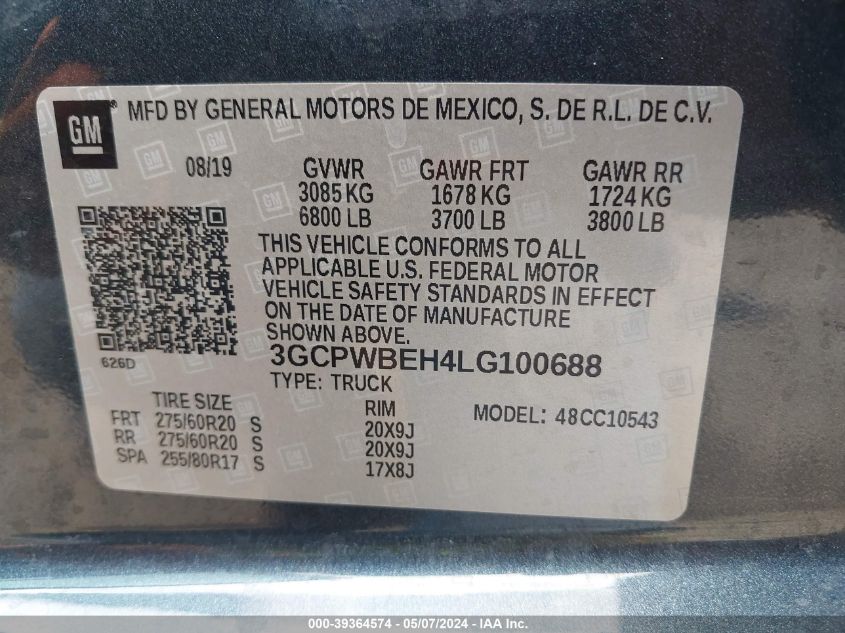 GM
MFD BY GENERAL MOTORS DE MEXICO, S. DE R.L. DE C.V.
08/19 GVWR GAWR FRT GAWR RR
3085 KG 1678 KG 1724 KG
6800 LB 3700 LB 3800 LB
THIS VEHICLE CONFORMS TO ALL
APPLICABLE U.S. FEDERAL MOTOR
VEHICLE SAFETY STANDARDS IN EFFECT
ON THE DATE OF MANUFACTURE
SHOWN ABOVE.
626D
3GCPWBEH4LG100688
TYPE: TRUCK
TIRE SIZE RIM MODEL: 48CC10543
FRT 275/60R20 S 20X9J
RR 275/60R20 S 20X9J
SPA 255/80R17 S 17X8J
000-39364574 - 05/07/2024 - www.iaai.com